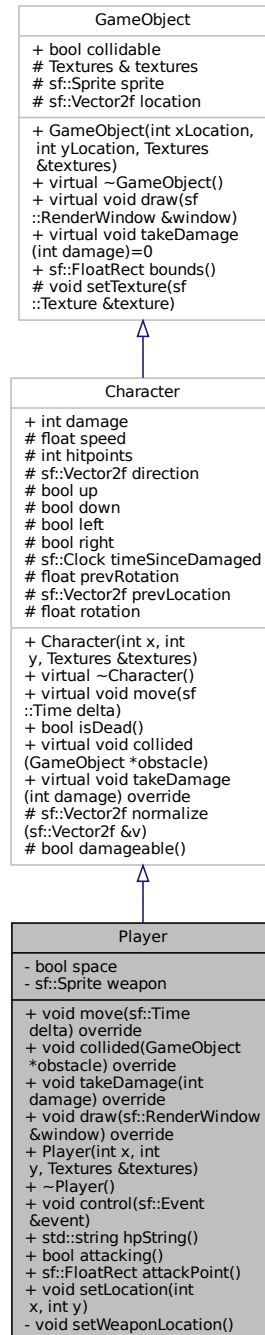 GameObject
+ bool collidable
# Textures & textures
# sf::Sprite sprite
# sf::Vector2f location
+ GameObject(int xLocation,
int yLocation, Textures
&textures)
+ virtual ~GameObject()
+ virtual void draw(sf
::RenderWindow &window)
+ virtual void takeDamage
(int damage)=0
+ sf::FloatRect bounds()
# void setTexture(sf
::Texture &texture)
Character
+ int damage
# float speed
# int hitpoints
# sf::Vector2f direction
# bool up
# bool down
# bool left
# bool right
# sf::Clock timeSinceDamaged
# float prevRotation
# sf::Vector2f prevLocation
# float rotation
+ Character(int x, int
y, Textures &textures)
+ virtual ~Character()
+ virtual void move(sf
::Time delta)
+ bool isDead()
+ virtual void collided
(GameObject *obstacle)
+ virtual void takeDamage
(int damage) override
# sf::Vector2f normalize
(sf::Vector2f &v)
# bool damageable()
Player
- bool space
- sf::Sprite weapon
+ void move(sf::Time
delta) override
+ void collided(GameObject
*obstacle) override
+ void takeDamage(int
damage) override
+ void draw(sf::RenderWindow
&window) override
+ Player(int x, int
y, Textures &textures)
+ ~Player()
+ void control(sf::Event
&event)
+ std::string hpString()
+ bool attacking()
+ sf::FloatRect attackPoint()
+ void setLocation(int
x, int y)
- void setWeaponLocation()